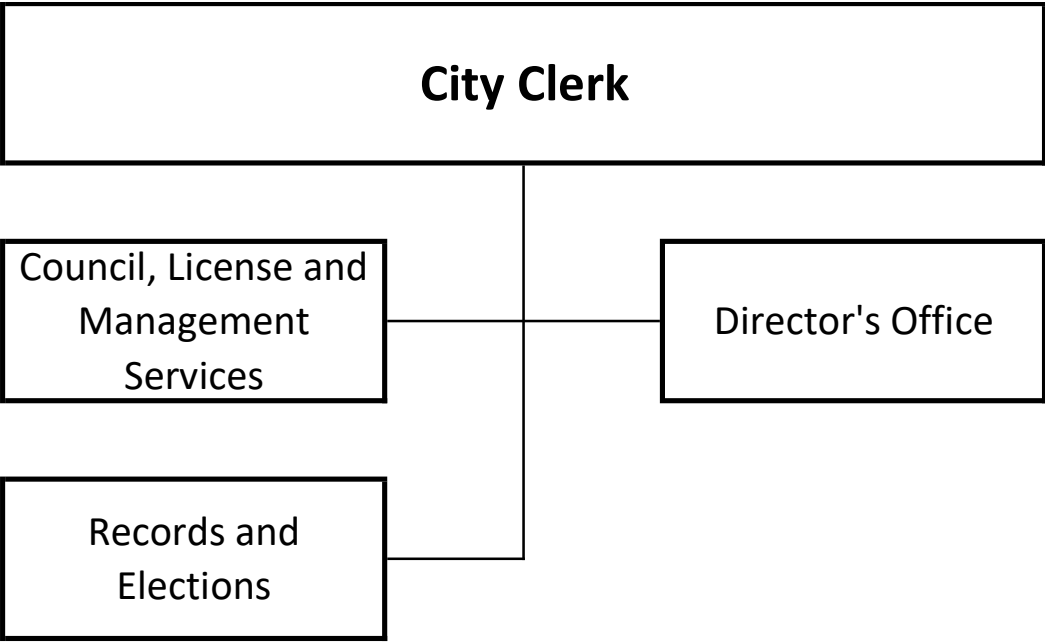 City Clerk
Council, License and
Management
Services
Director's Office
Records and
Elections